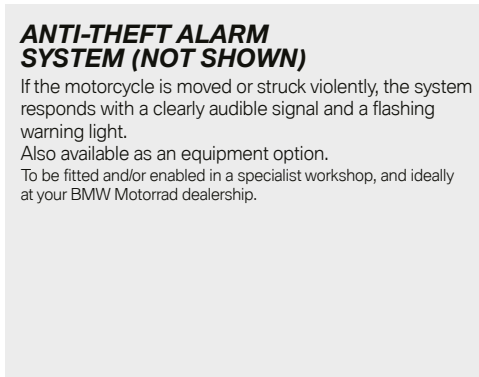 ANTI-THEFT ALARM
SYSTEM (NOT SHOWN)
If the motorcycle is moved or struck violently, the system
responds with a clearly audible signal and a flashing
warning light.
Also available as an equipment option.
To be fitted and/or enabled in a specialist workshop, and ideally
at your BMW Motorrad dealership.